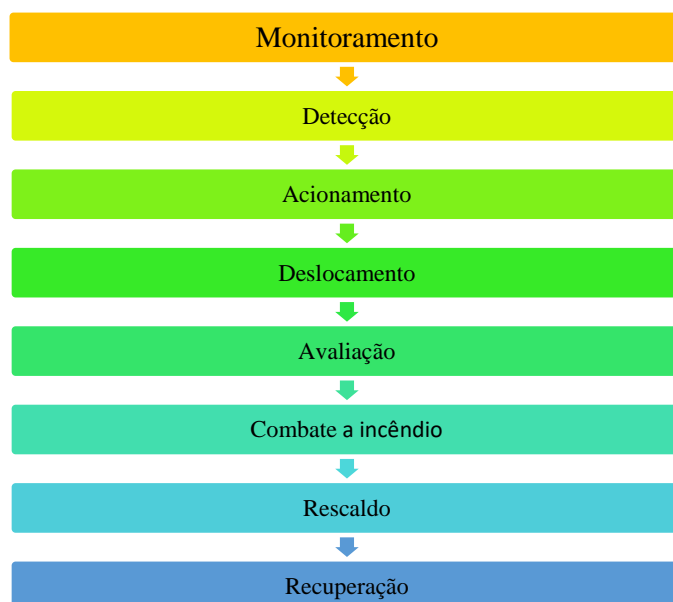 Monitoramento
Detecção
Acionamento
Deslocamento
Avaliação
Combate a incêndio
Rescaldo
Recuperação